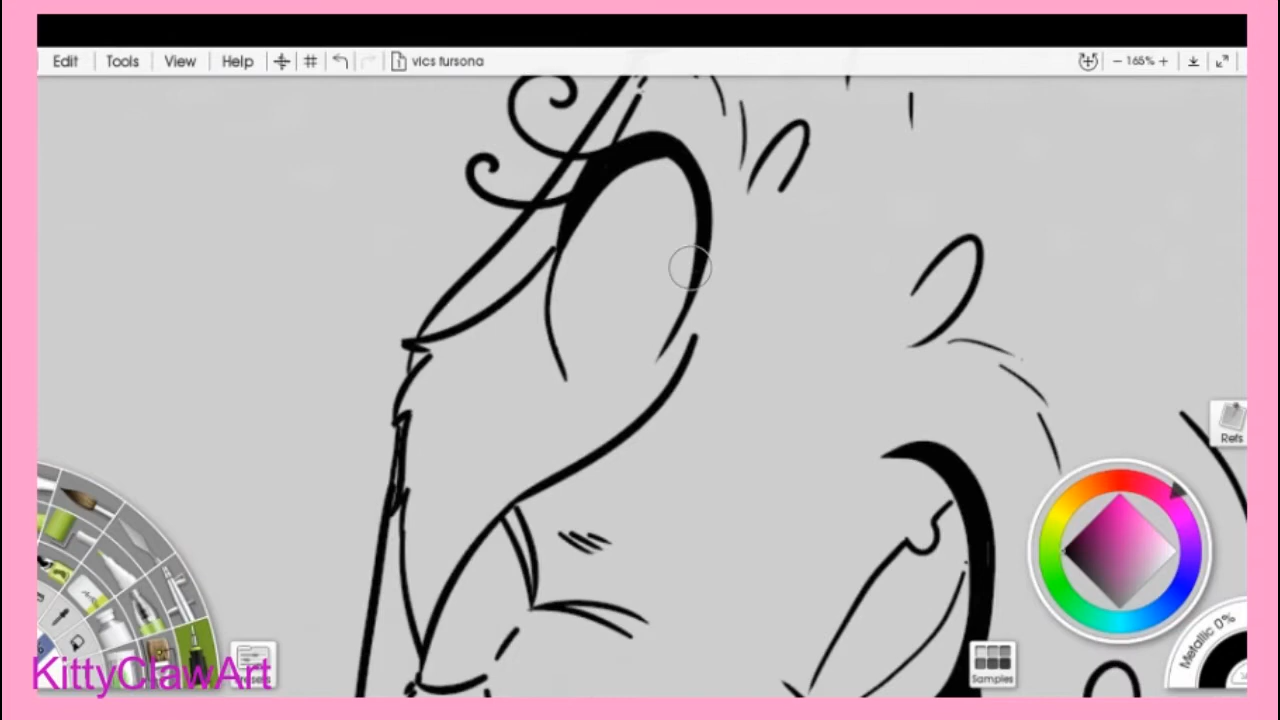 Edit Tools View Help vics fursona − 165% +
Refs
Metallic 0%
Samples
KittyClawArt